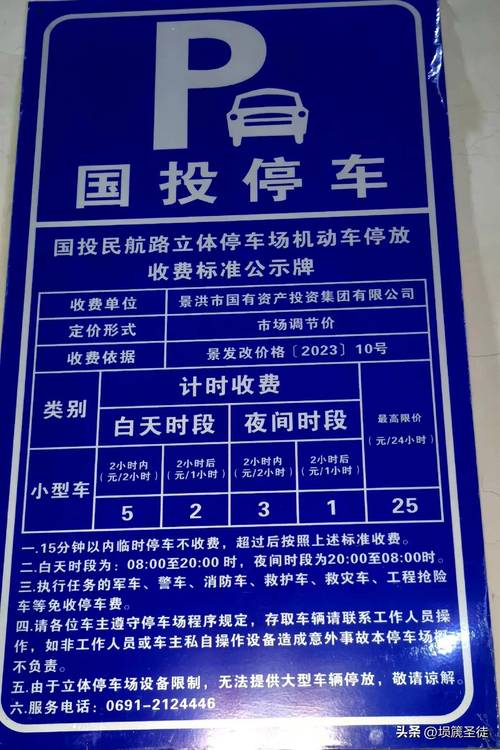 P
国投停车
国投民航路立体停车场机动车停放
收费标准公示牌
收费单位 景洪市国有资产投资集团有限公司
定价形式 市场调节价
收费依据 景发改价格〔2023〕10号
类别 计时收费 最高限价
（元/24小时）
白天时段 夜间时段
小型车 2小时内
（元/2小时） 2小时后
（元/1小时） 2小时内
（元/2小时） 2小时后
（元/1小时）
5 2 3 1 25
一.15分钟以内临时停车不收费，超过后按照上述标准收费。
二.白天时段为：08:00至20:00 时，夜间时段为20:00至08:00时。
三.执行任务的军车、警车、消防车、救护车、救灾车、工程抢险
车等免收停车费。
四.请各位车主遵守停车场程序规定，存取车辆请联系工作人员操
作，如非工作人员或车主私自操作设备造成意外事故本停车场概
不负责。
五.由于立体停车场设备限制，无法提供大型车辆停放，敬请谅解。
六.服务电话：0691-2124446
头条 @埙篪圣徒